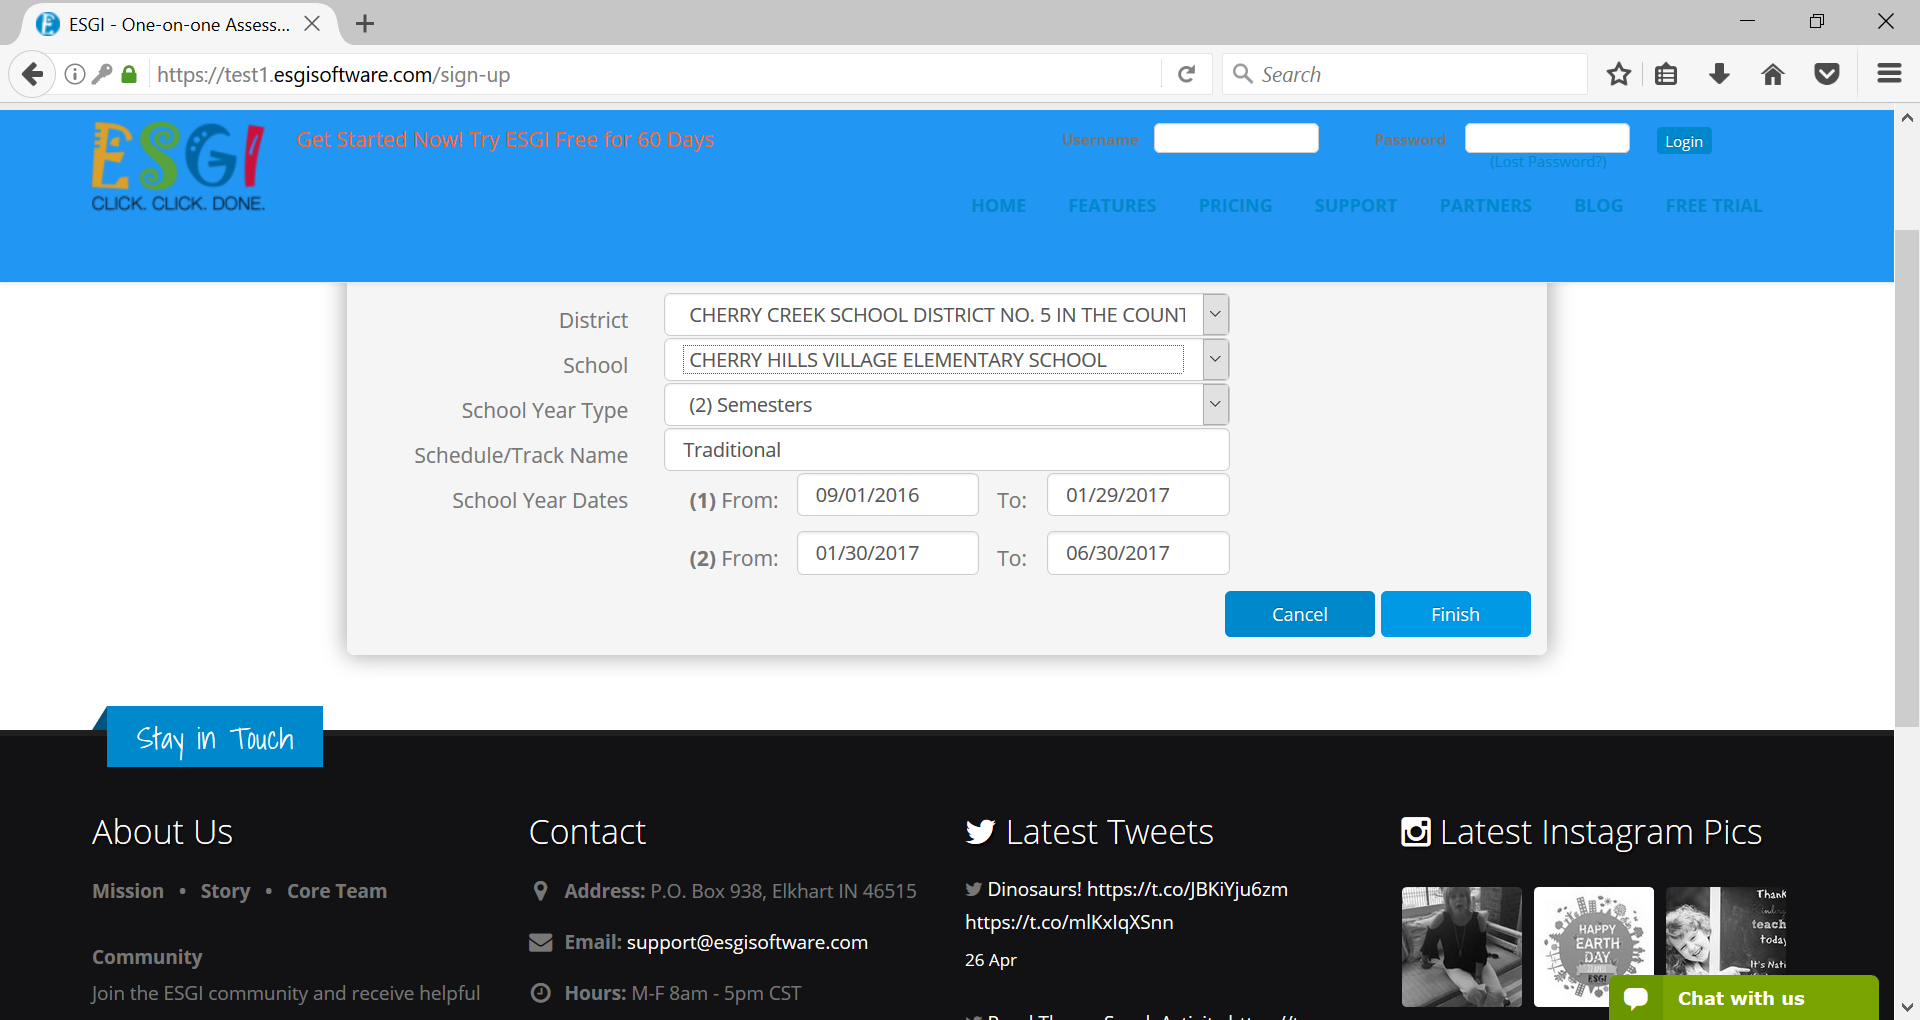 ESGI - One-on-one Assess...
https://test1.esgisoftware.com/sign-up
Search
ESGI
CLICK. CLICK. DONE.
Get Started Now! Try ESGI Free for 60 Days
Username
Password
Login
(Lost Password?)
HOME FEATURES PRICING SUPPORT PARTNERS BLOG FREE TRIAL
District CHERRY CREEK SCHOOL DISTRICT NO. 5 IN THE COUNT
School CHERRY HILLS VILLAGE ELEMENTARY SCHOOL
School Year Type (2) Semesters
Schedule/Track Name Traditional
School Year Dates (1) From: 09/01/2016 To: 01/29/2017
(2) From: 01/30/2017 To: 06/30/2017
Cancel Finish
Stay in Touch
About Us
Mission • Story • Core Team
Community
Join the ESGI community and receive helpful
Contact
Address: P.O. Box 938, Elkhart IN 46515
Email: support@esgisoftware.com
Hours: M-F 8am - 5pm CST
Latest Tweets
Dinosaurs! https://t.co/JBKiYju6zm
https://t.co/mlKxIqXSnn
26 Apr
Latest Instagram Pics
HAPPY
EARTH
DAY
ESGI
Thank
teach
today
It's Nati
Chat with us